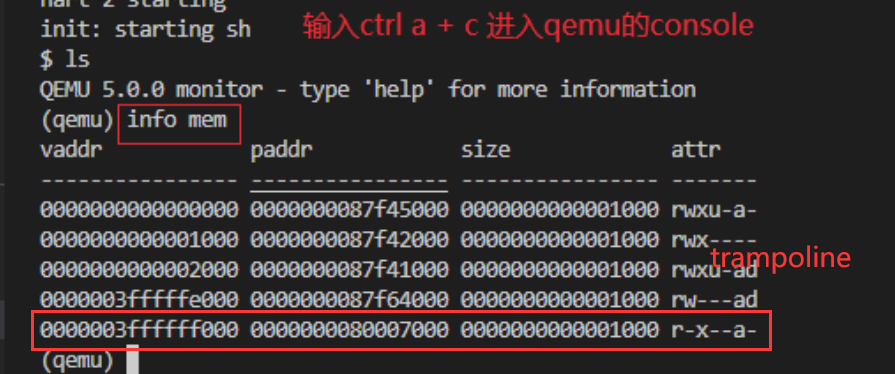 hart 2 starting
init: starting sh
输入ctrl a + c 进入qemu的console
$ ls
QEMU 5.0.0 monitor - type 'help' for more information
(qemu) info mem
vaddr paddr size attr
---------------- ---------------- ---------------- -------
0000000000000000 0000000087f45000 0000000000001000 rwxu-a-
0000000000001000 0000000087f42000 0000000000001000 rwx----
trampoline
0000000000002000 0000000087f41000 0000000000001000 rwxu-ad
0000003fffffe000 0000000087f64000 0000000000001000 rw---ad
0000003ffffff000 0000000080007000 0000000000001000 r-x--a-
(qemu)